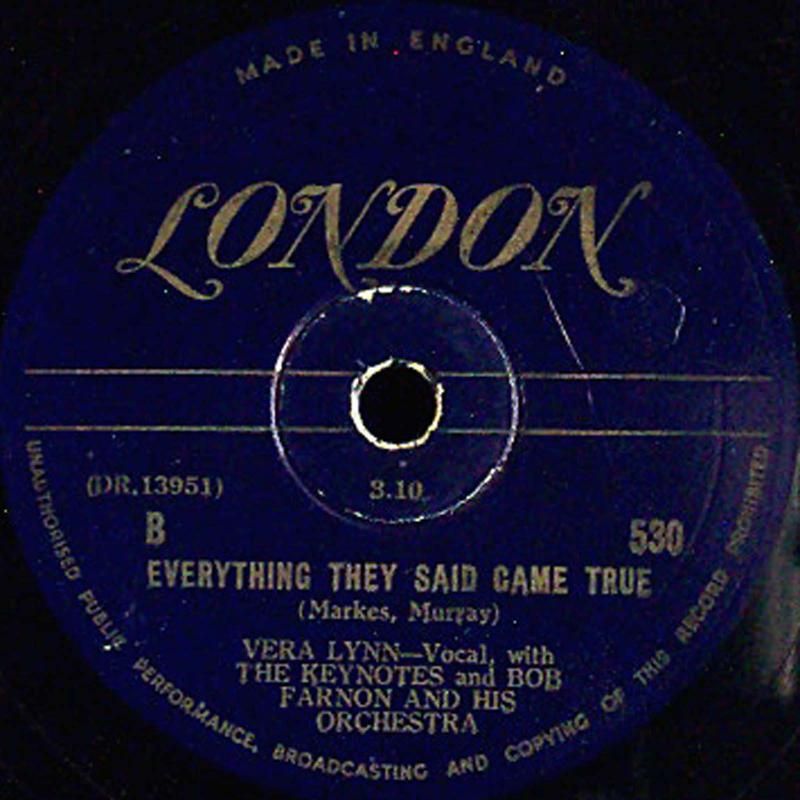 MADE IN ENGLAND
LONDON
(DR.13951)
3.10
B
530
EVERYTHING THEY SAID CAME TRUE
(Markes, Murray)
VERA LYNN—Vocal, with
THE KEYNOTES and BOB
FARNON AND HIS
ORCHESTRA
UNAUTHORISED PUBLIC PERFORMANCE, BROADCASTING AND COPYING OF THIS RECORD PROHIBITED